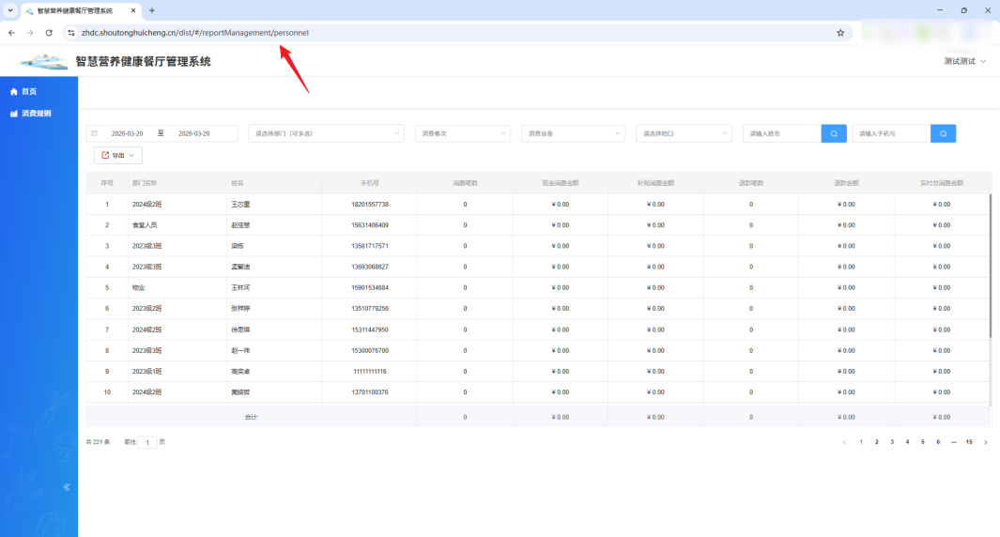 智慧营养健康餐厅管理系统
zhdc.shoutonghuicheng.cn/dist/#/reportManagement/personnel
智慧营养健康餐厅管理系统 测试测试
首页
消费规则
2026-03-20 至 2026-03-20 请选择部门（可多选） 消费餐次 消费设备 请选择档口 请输入姓名 请输入手机号
导出
序号 部门名称 姓名 手机号 消费笔数 现金消费金额 补贴消费金额 退款笔数 退款金额 实付总消费金额
1 2024级2班 王芯童 18201557738 0 ¥ 0.00 ¥ 0.00 0 ¥ 0.00 ¥ 0.00
2 食堂人员 赵佳慧 15631406409 0 ¥ 0.00 ¥ 0.00 0 ¥ 0.00 ¥ 0.00
3 2023级3班 梁栋 13581717571 0 ¥ 0.00 ¥ 0.00 0 ¥ 0.00 ¥ 0.00
4 2023级3班 孟繁迪 13693068627 0 ¥ 0.00 ¥ 0.00 0 ¥ 0.00 ¥ 0.00
5 物业 王林河 15901534684 0 ¥ 0.00 ¥ 0.00 0 ¥ 0.00 ¥ 0.00
6 2023级2班 张梓婷 13510779256 0 ¥ 0.00 ¥ 0.00 0 ¥ 0.00 ¥ 0.00
7 2024级2班 徐思琪 15311447950 0 ¥ 0.00 ¥ 0.00 0 ¥ 0.00 ¥ 0.00
8 2023级3班 赵一祎 15300076700 0 ¥ 0.00 ¥ 0.00 0 ¥ 0.00 ¥ 0.00
9 2023级1班 高奕卓 11111111116 0 ¥ 0.00 ¥ 0.00 0 ¥ 0.00 ¥ 0.00
10 2024级2班 13701100376 0 ¥ 0.00 ¥ 0.00 0 ¥ 0.00 ¥ 0.00
合计: 0 ¥ 0.00 ¥ 0.00 0 ¥ 0.00 ¥ 0.00
共 221 条 前往 1 页 1 2 3 4 5 6 ··· 15